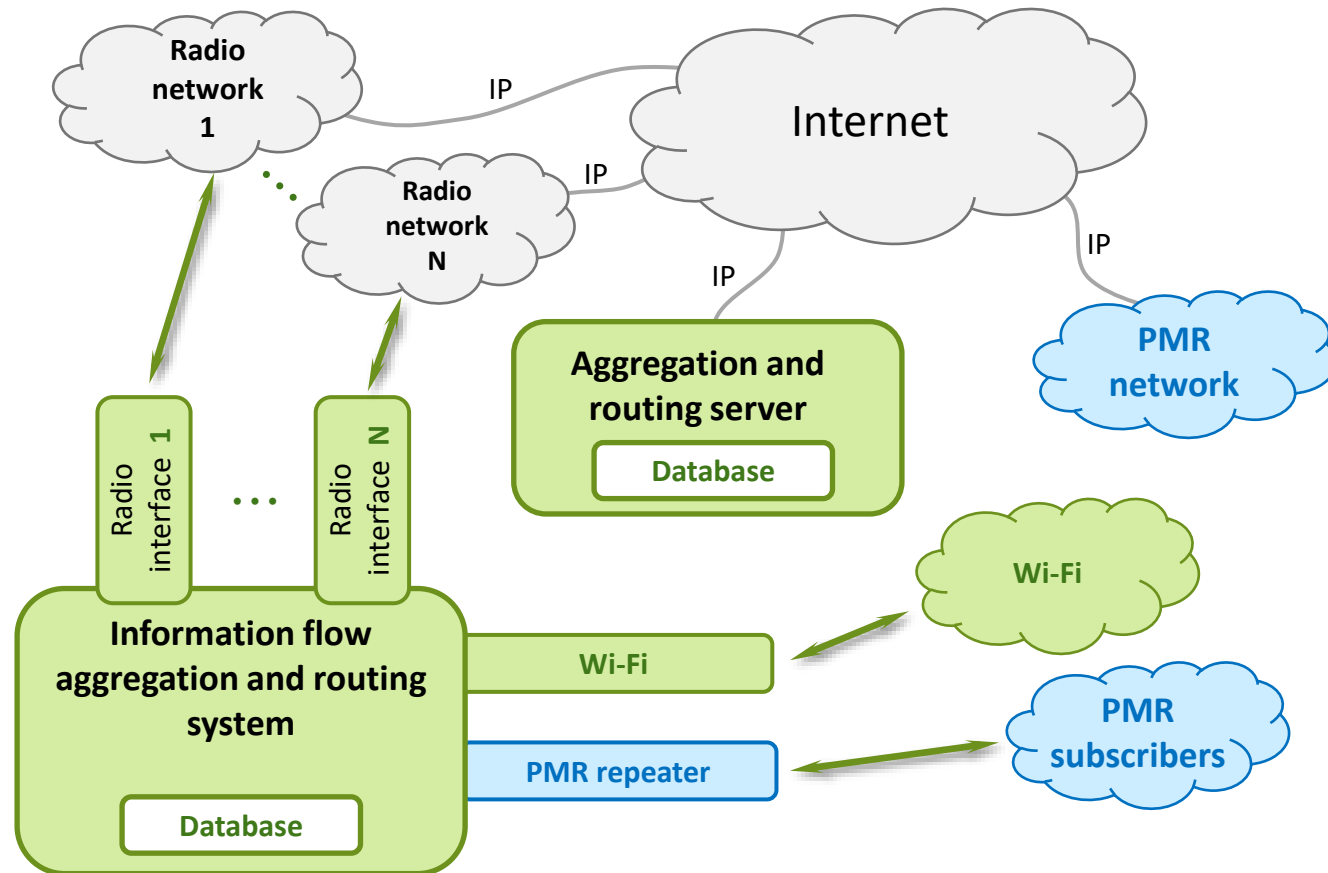 Radio
network
1
IP
Internet
Radio
network
N
IP
IP
IP
PMR
network
Aggregation and
routing server
Database
Radio
interface 1
...
Radio
interface N
Wi-Fi
Information flow
aggregation and routing
system
Wi-Fi
PMR
subscribers
PMR repeater
Database